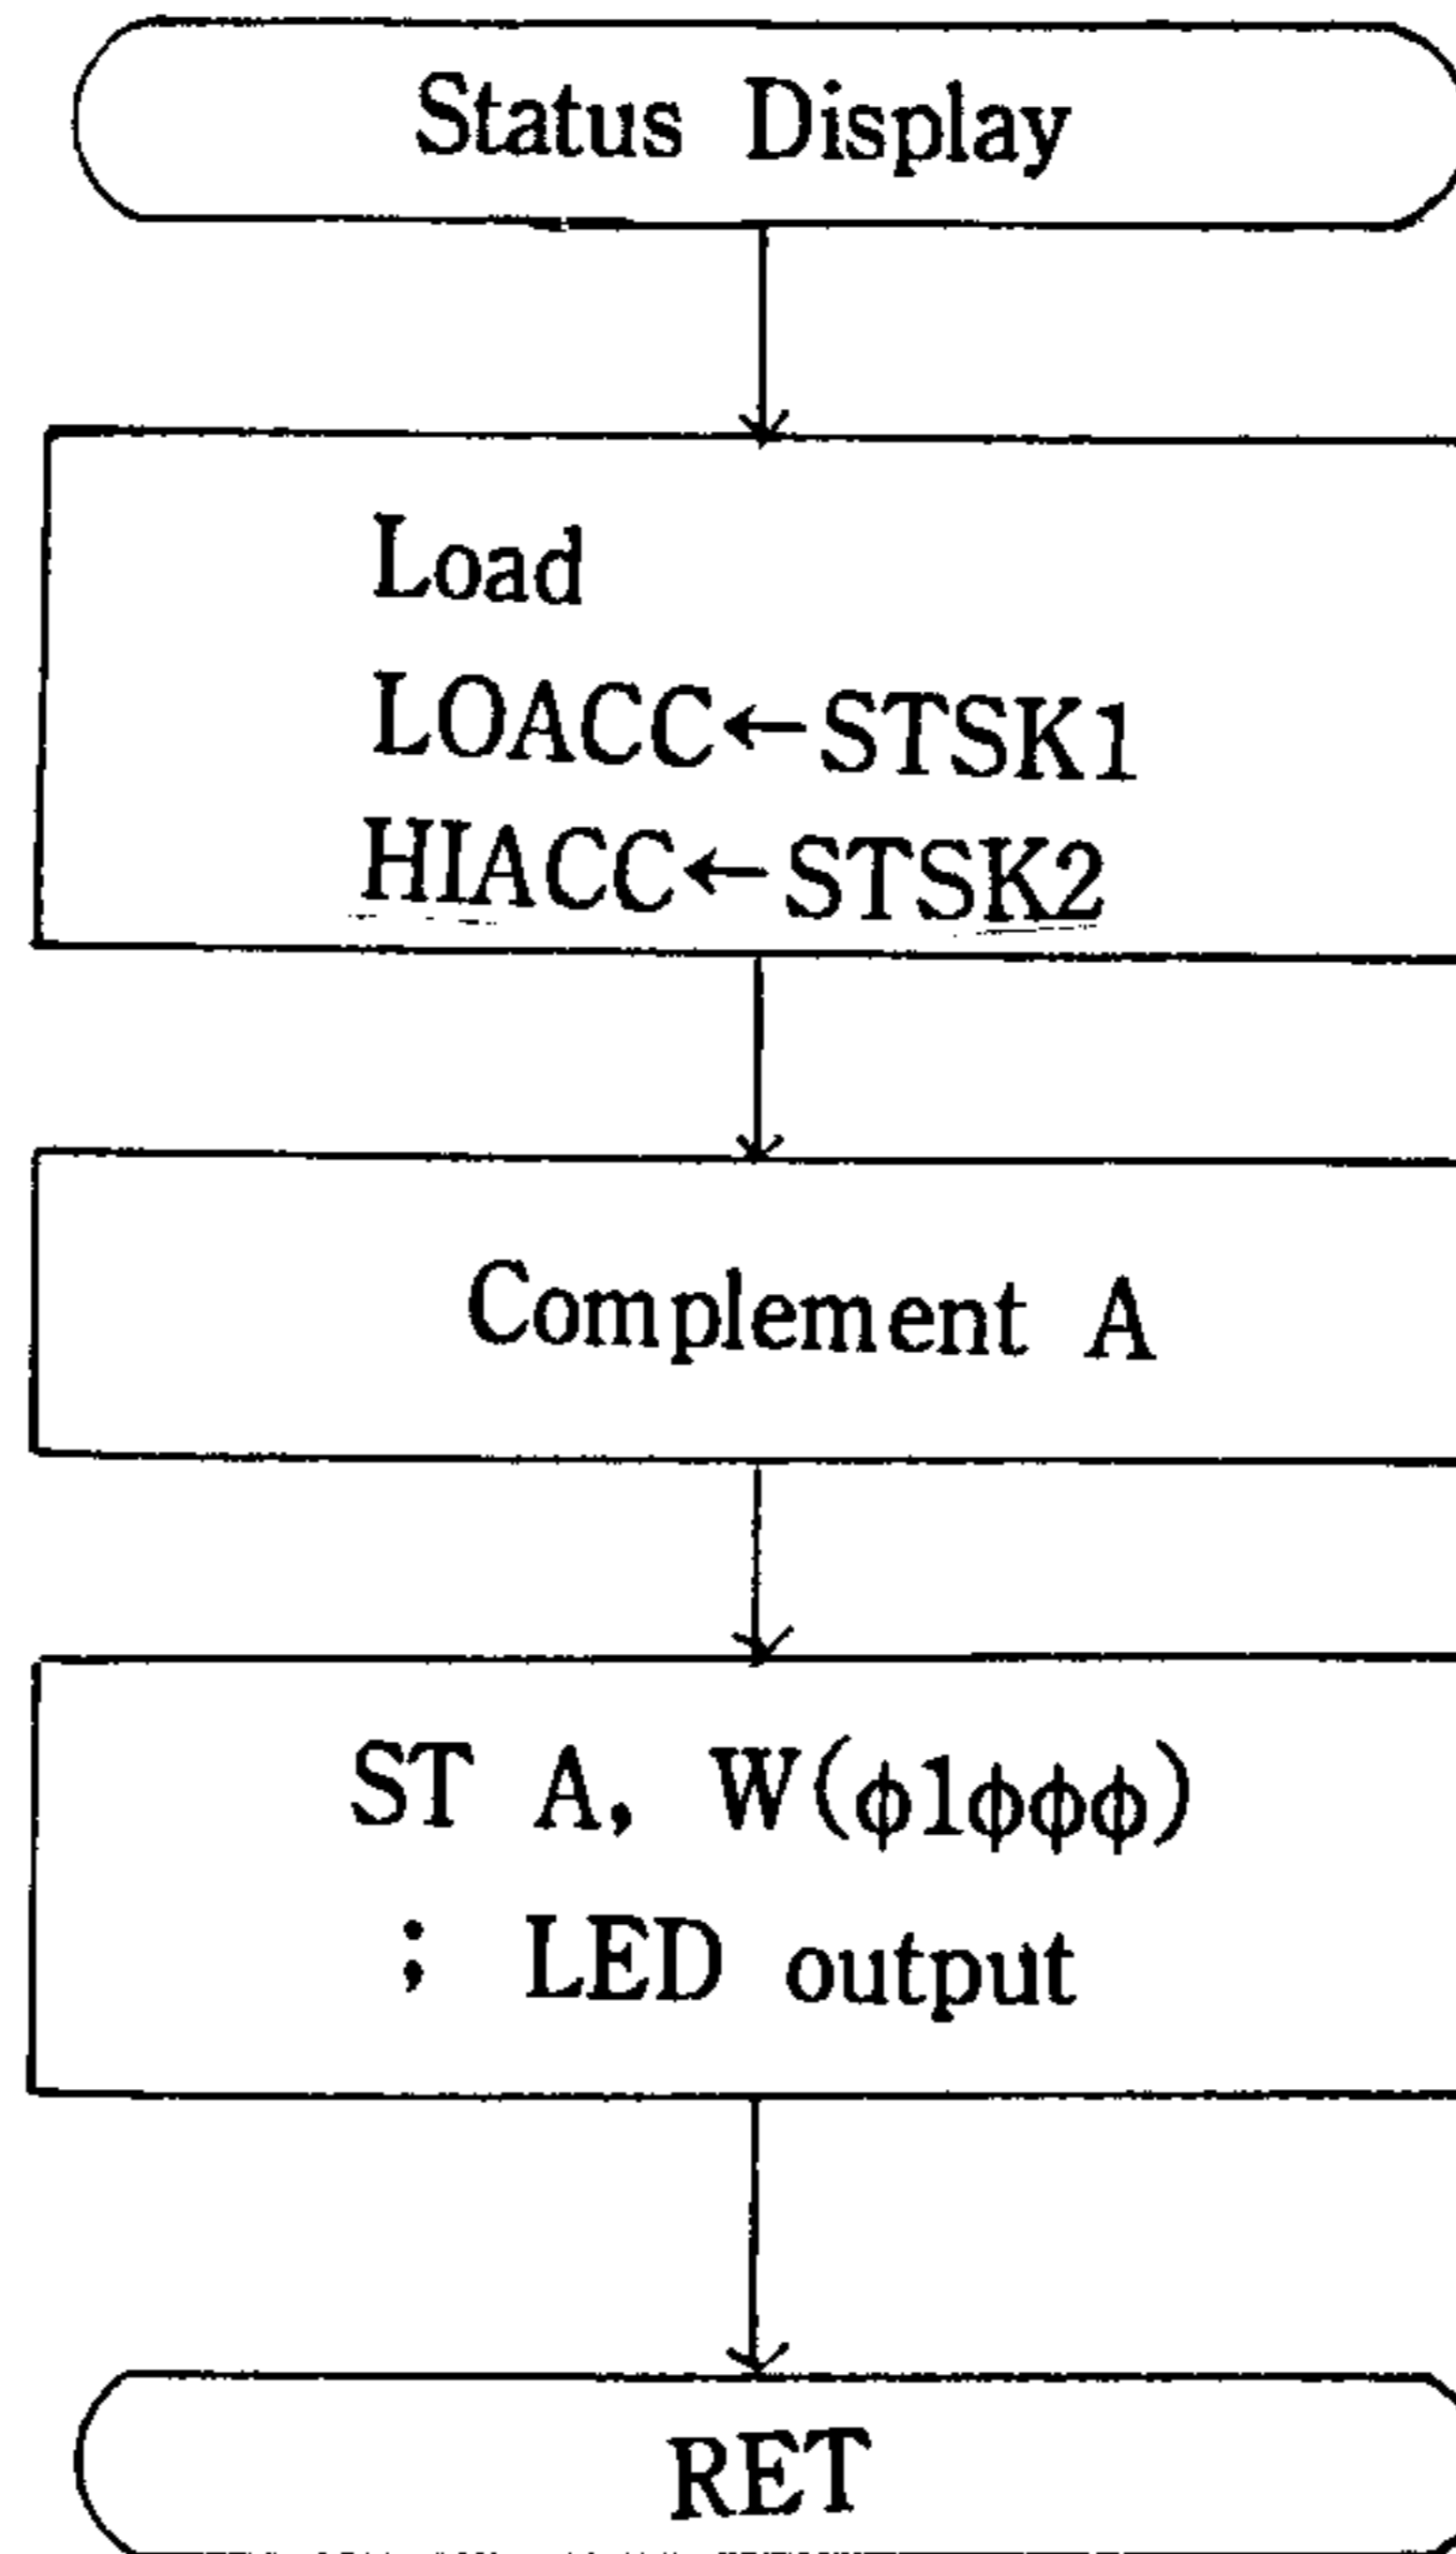 Status Display
Load
LOACC←STSK1
HIACC←STSK2
Complement A
ST A, W(ϕ1ϕϕϕ)
; LED output
RET